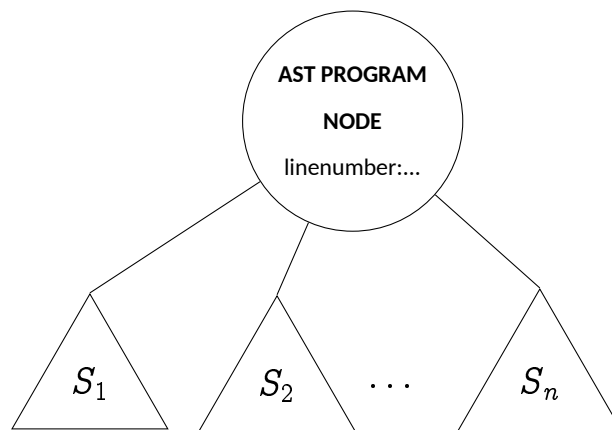 AST PROGRAM
NODE
linenumber:...
S₁ S₂ ... Sₙ